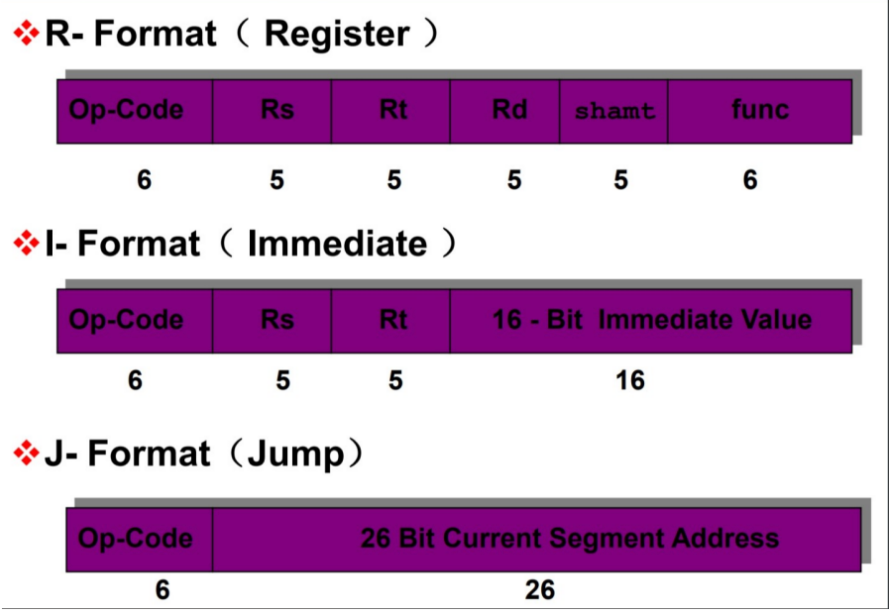 ❖R- Format（ Register ）
Op-Code Rs Rt Rd shamt func
6 5 5 5 5 6
❖I- Format（ Immediate ）
Op-Code Rs Rt 16 - Bit Immediate Value
6 5 5 16
❖J- Format（Jump）
Op-Code 26 Bit Current Segment Address
6 26